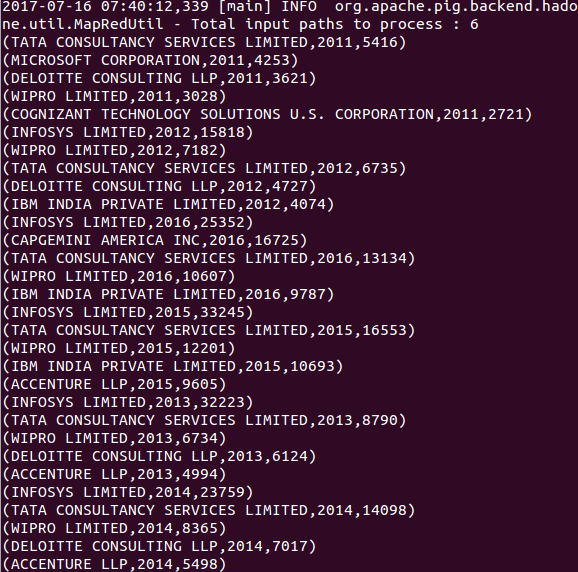 2017-07-16 07:40:12,339 [main] INFO  org.apache.pig.backend.hado
ne.util.MapRedUtil - Total input paths to process : 6
(TATA CONSULTANCY SERVICES LIMITED,2011,5416)
(MICROSOFT CORPORATION,2011,4253)
(DELOITTE CONSULTING LLP,2011,3621)
(WIPRO LIMITED,2011,3028)
(COGNIZANT TECHNOLOGY SOLUTIONS U.S. CORPORATION,2011,2721)
(INFOSYS LIMITED,2012,15818)
(WIPRO LIMITED,2012,7182)
(TATA CONSULTANCY SERVICES LIMITED,2012,6735)
(DELOITTE CONSULTING LLP,2012,4727)
(IBM INDIA PRIVATE LIMITED,2012,4074)
(INFOSYS LIMITED,2016,25352)
(CAPGEMINI AMERICA INC,2016,16725)
(TATA CONSULTANCY SERVICES LIMITED,2016,13134)
(WIPRO LIMITED,2016,10607)
(IBM INDIA PRIVATE LIMITED,2016,9787)
(INFOSYS LIMITED,2015,33245)
(TATA CONSULTANCY SERVICES LIMITED,2015,16553)
(WIPRO LIMITED,2015,12201)
(IBM INDIA PRIVATE LIMITED,2015,10693)
(ACCENTURE LLP,2015,9605)
(INFOSYS LIMITED,2013,32223)
(TATA CONSULTANCY SERVICES LIMITED,2013,8790)
(WIPRO LIMITED,2013,6734)
(DELOITTE CONSULTING LLP,2013,6124)
(ACCENTURE LLP,2013,4994)
(INFOSYS LIMITED,2014,23759)
(TATA CONSULTANCY SERVICES LIMITED,2014,14098)
(WIPRO LIMITED,2014,8365)
(DELOITTE CONSULTING LLP,2014,7017)
(ACCENTURE LLP,2014,5498)